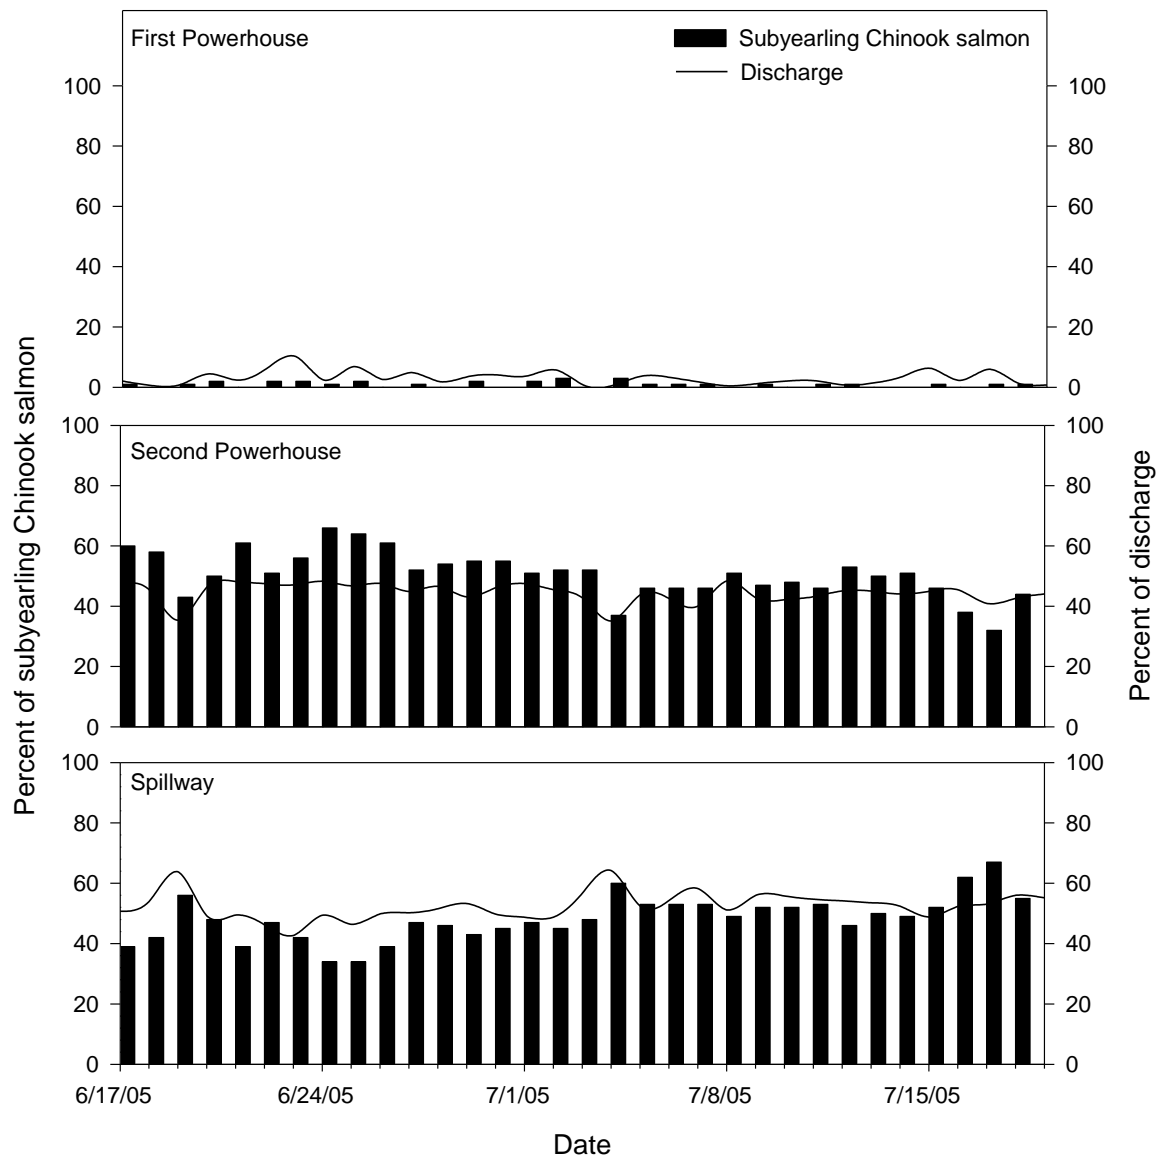 First Powerhouse
Subyearling Chinook salmon
Discharge
100 100
80 80
60 60
40 40
20 20
0 0
Percent of subyearling Chinook salmon
Percent of discharge
100 100
Second Powerhouse
80 80
60 60
40 40
20 20
0 0
100 100
Spillway
80 80
60 60
40 40
20 20
0 0
6/17/05 6/24/05 7/1/05 7/8/05 7/15/05
Date